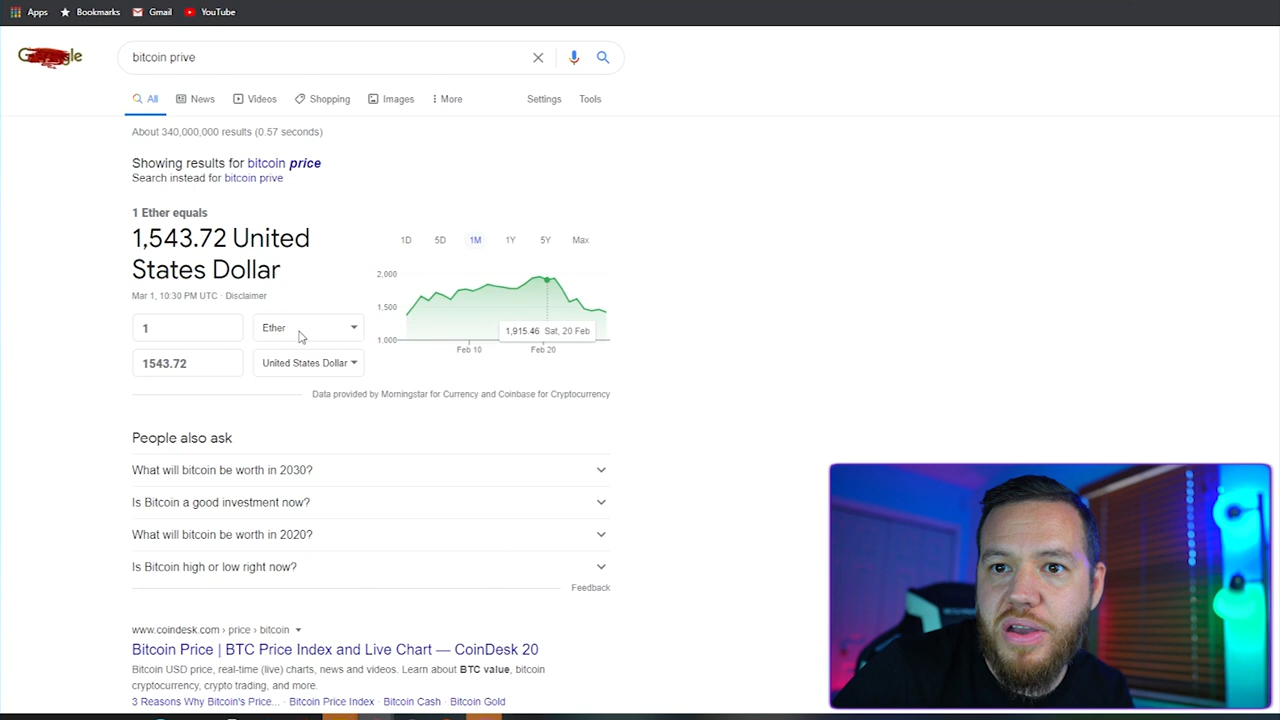 Apps Bookmarks Gmail YouTube
bitcoin prive
All News Videos Shopping Images More Settings Tools
About 340,000,000 results (0.57 seconds)
Showing results for bitcoin price
Search instead for bitcoin prive
1 Ether equals
1,543.72 United
States Dollar
Mar 1, 10:30 PM UTC · Disclaimer
1 Ether
1543.72 United States Dollar
1D 5D 1M 1Y 5Y Max
2,000
1,500
1,000
1,915.46 Sat, 20 Feb
Feb 10 Feb 20
Data provided by Morningstar for Currency and Coinbase for Cryptocurrency
People also ask
What will bitcoin be worth in 2030?
Is Bitcoin a good investment now?
What will bitcoin be worth in 2020?
Is Bitcoin high or low right now?
Feedback
www.coindesk.com › price › bitcoin
Bitcoin Price | BTC Price Index and Live Chart — CoinDesk 20
Bitcoin USD price, real-time (live) charts, news and videos. Learn about BTC value, bitcoin
cryptocurrency, crypto trading, and more.
3 Reasons Why Bitcoin's Price... · Bitcoin Price Index · Bitcoin Cash · Bitcoin Gold